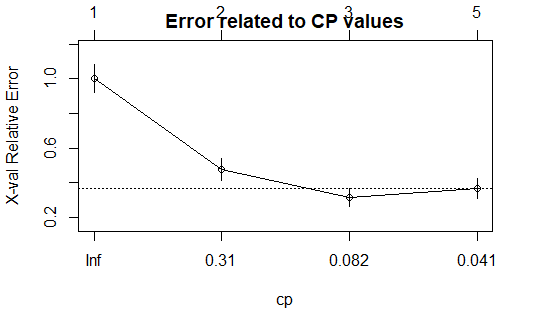 1 2 3 5
Error related to CP values
X-val Relative Error
1.0
0.6
0.2
Inf 0.31 0.082 0.041
cp